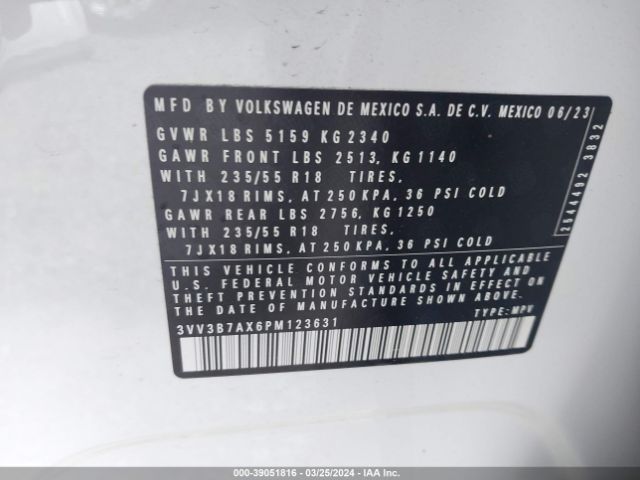 MFD BY VOLKSWAGEN DE MEXICO S.A. DE C.V. MEXICO 06/23
GVWR LBS 5159 KG 2340
GAWR FRONT LBS 2513, KG 1140
WITH 235/55 R18 TIRES,
7JX18 RIMS, AT 250 KPA, 36 PSI COLD
GAWR REAR LBS 2756, KG 1250
WITH 235/55 R18 TIRES,
7JX18 RIMS, AT 250 KPA, 36 PSI COLD
THIS VEHICLE CONFORMS TO ALL APPLICABLE
U.S. FEDERAL MOTOR VEHICLE SAFETY AND
THEFT PREVENTION STANDARDS IN EFFECT ON
THE DATE OF MANUFACTURE SHOWN ABOVE
3VV3B7AX6PM123631
TYPE: MPV
2544492 3832
000-39051816 - 03/25/2024 - IAA Inc.